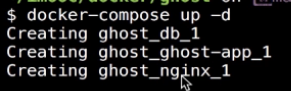 $ docker-compose up -d
Creating ghost_db_1
Creating ghost_ghost-app_1
Creating ghost_nginx_1